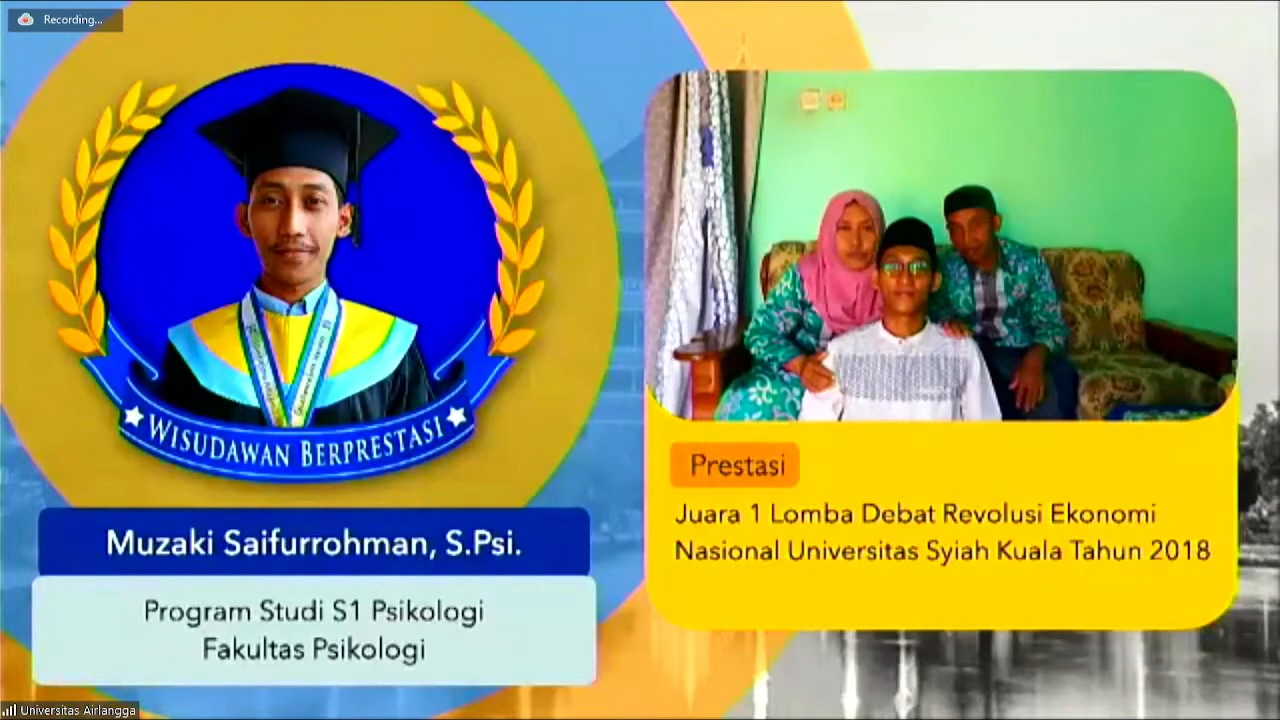 Recording...
WISUDAWAN BERPRESTASI
Muzaki Saifurrohman, S.Psi.
Program Studi S1 Psikologi
Fakultas Psikologi
Prestasi
Juara 1 Lomba Debat Revolusi Ekonomi
Nasional Universitas Syiah Kuala Tahun 2018
Universitas Airlangga